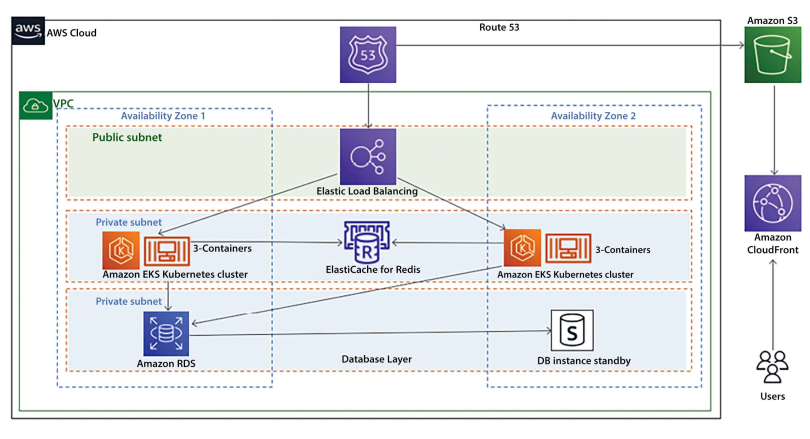 aws
AWS Cloud
Route 53
Amazon S3
53
VPC
Availability Zone 1
Availability Zone 2
Public subnet
Elastic Load Balancing
Private subnet
K
3-Containers
R
K
3-Containers
Amazon EKS Kubernetes cluster
ElastiCache for Redis
Amazon EKS Kubernetes cluster
Amazon
CloudFront
Private subnet
S
Amazon RDS
Database Layer
DB instance standby
Users